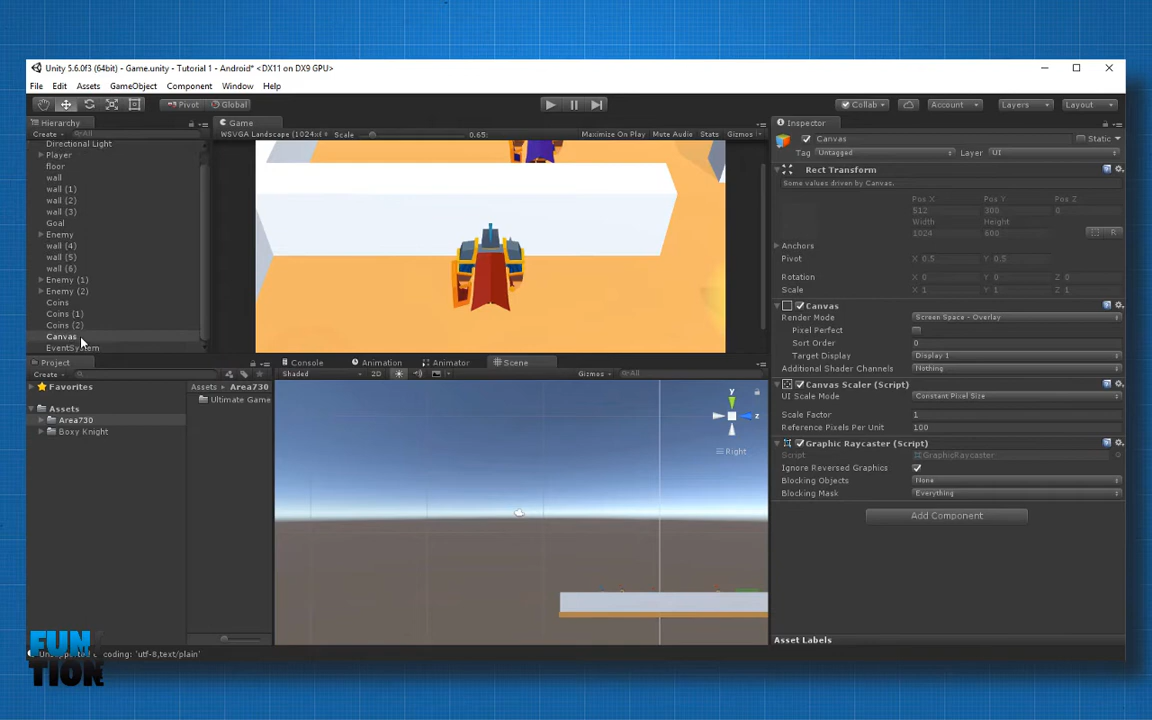 Unity 5.6.0f3 (64bit) - Game.unity - Tutorial 1 - Android* <DX11 on DX9 GPU>
File Edit Assets GameObject Component Window Help
Pivot Global Collab Account Layers Layout
Hierarchy
Create All
Directional Light
Player
floor
wall
wall (1)
wall (2)
wall (3)
Goal
Enemy
wall (4)
wall (5)
wall (6)
Enemy (1)
Enemy (2)
Coins
Coins (1)
Coins (2)
Canvas
EventSystem
Game
Scale 0.65: Maximize On Play Mute Audio Stats Gizmos
Project
Create
Favorites
Assets
Area730
Boxy Knight
Assets Area730
Ultimate Game
Console Animation Animator Scene
Shaded 2D Gizmos All
y
z
Right
Inspector
Canvas Static
Tag Untagged Layer UI
Rect Transform
Some values driven by Canvas.
Pos X Pos Y Pos Z
512 300 0
Width Height
1024 600
R
Anchors
Pivot X 0.5 Y 0.5
Rotation X 0 Y 0 Z 0
Scale X 1 Y 1 Z 1
Canvas
Render Mode Screen Space - Overlay
Pixel Perfect
Sort Order 0
Target Display Display 1
Additional Shader Channels Nothing
Canvas Scaler (Script)
UI Scale Mode Constant Pixel Size
Scale Factor 1
Reference Pixels Per Unit 100
Graphic Raycaster (Script)
Script GraphicRaycaster
Ignore Reversed Graphics
Blocking Objects None
Blocking Mask Everything
Add Component
Asset Labels
coding: 'utf-8,text/plain'
FUN
TION